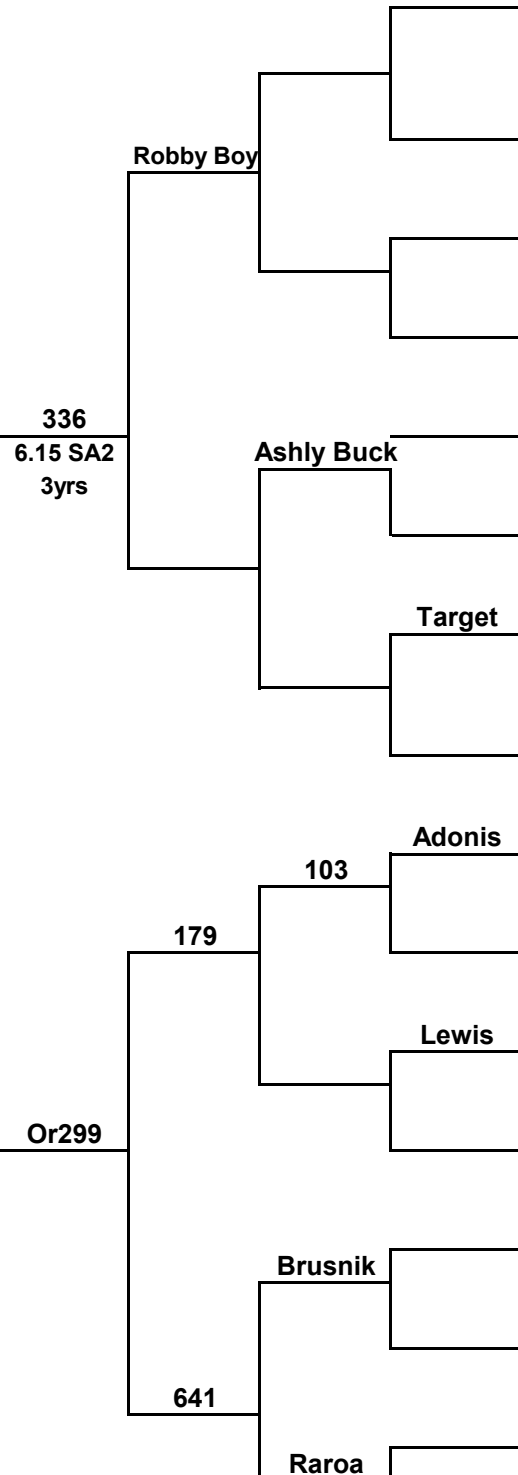 Robby Boy
336
6.15 SA2
3yrs
Ashly Buck
Target
Adonis
103
179
Lewis
Or299
Brusnik
641
Raroa